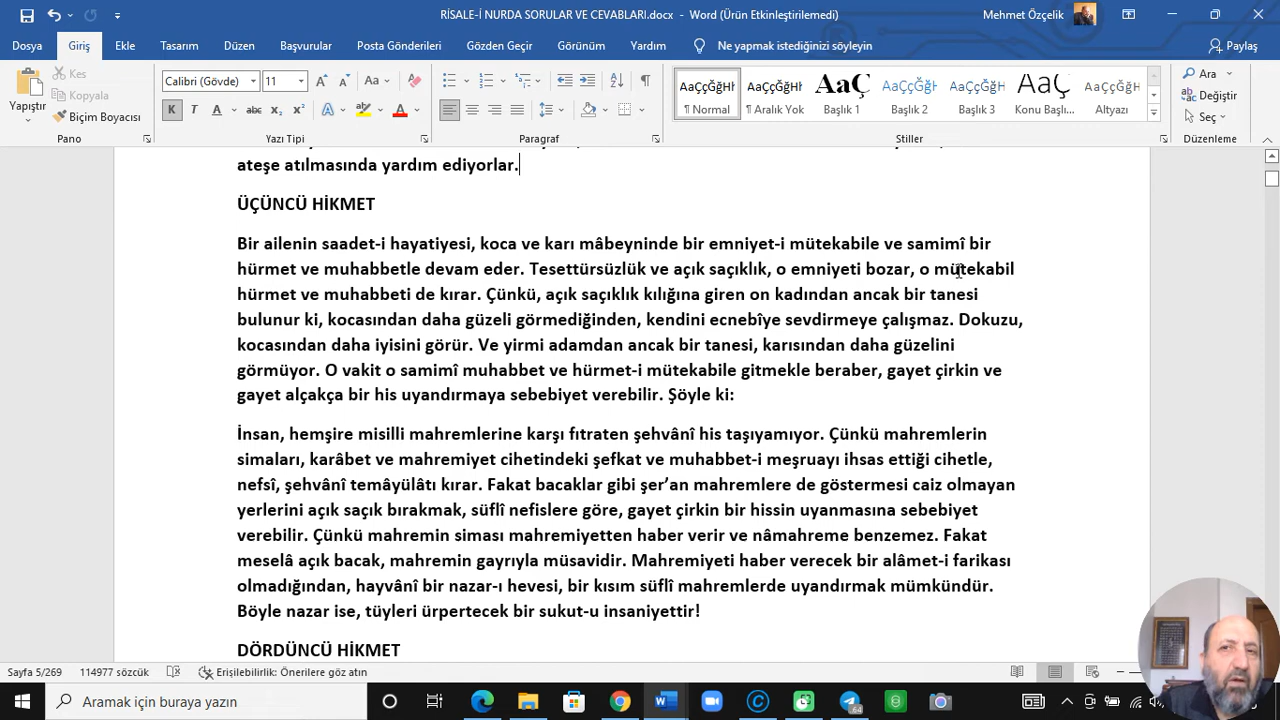 RİSALE-İ NURDA SORULAR VE CEVABLARI.docx - Word (Ürün Etkinleştirilemedi)
Mehmet Özçelik
Dosya Giriş Ekle Tasarım Düzen Başvurular Posta Gönderileri Gözden Geçir Görünüm Yardım Ne yapmak istediğinizi söyleyin Paylaş
Yapıştır
Kes
Kopyala
Biçim Boyacısı
Calibri (Gövde) 11
K T A abc x₂ x²
AaÇçĞğHł AaÇçĞğHł AaÇ AaÇçĞğHł AaÇçĞğHł AaÇçĞ AaÇçĞğHł
¶ Normal ¶ Aralık Yok Başlık 1 Başlık 2 Başlık 3 Konu Başlı... Altyazı
Ara
Değiştir
Seç
Pano Yazı Tipi Paragraf Stiller Düzenleme
ateşe atılmasında yardım ediyorlar.
ÜÇÜNCÜ HİKMET
Bir ailenin saadet-i hayatiyesi, koca ve karı mâbeyninde bir emniyet-i mütekabile ve samimî bir
hürmet ve muhabbetle devam eder. Tesettürsüzlük ve açık saçıklık, o emniyeti bozar, o mütekabil
hürmet ve muhabbeti de kırar. Çünkü, açık saçıklık kılığına giren on kadından ancak bir tanesi
bulunur ki, kocasından daha güzeli görmediğinden, kendini ecnebîye sevdirmeye çalışmaz. Dokuzu,
kocasından daha iyisini görür. Ve yirmi adamdan ancak bir tanesi, karısından daha güzelini
görmüyor. O vakit o samimî muhabbet ve hürmet-i mütekabile gitmekle beraber, gayet çirkin ve
gayet alçakça bir his uyandırmaya sebebiyet verebilir. Şöyle ki:
İnsan, hemşire misilli mahremlerine karşı fıtraten şehvânî his taşıyamıyor. Çünkü mahremlerin
simaları, karâbet ve mahremiyet cihetindeki şefkat ve muhabbet-i meşruayı ihsas ettiği cihetle,
nefsî, şehvânî temâyülâtı kırar. Fakat bacaklar gibi şer’an mahremlere de göstermesi caiz olmayan
yerlerini açık saçık bırakmak, süflî nefislere göre, gayet çirkin bir hissin uyanmasına sebebiyet
verebilir. Çünkü mahremin siması mahremiyetten haber verir ve nâmahreme benzemez. Fakat
meselâ açık bacak, mahremin gayrıyla müsavidir. Mahremiyeti haber verecek bir alâmet-i farikası
olmadığından, hayvânî bir nazar-ı hevesi, bir kısım süflî mahremlerde uyandırmak mümkündür.
Böyle nazar ise, tüyleri ürpertecek bir sukut-u insaniyettir!
DÖRDÜNCÜ HİKMET
Sayfa 5/269 114977 sözcük Erişilebilirlik: Önerilere göz atın
Aramak için buraya yazın